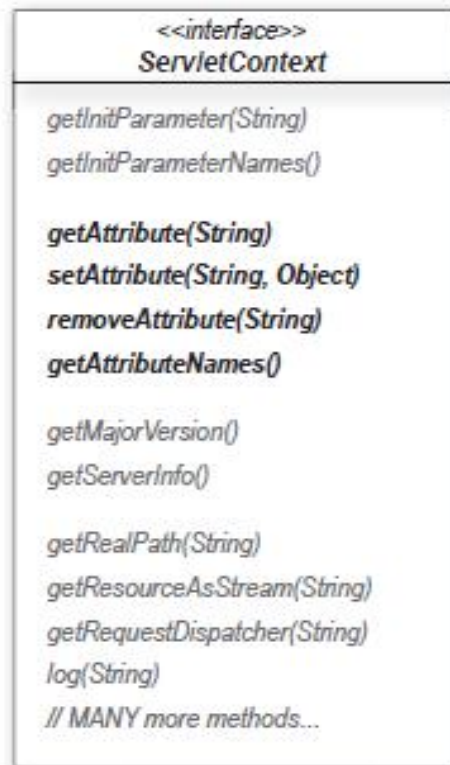 <<interface>>
ServletContext
getInitParameter(String)
getInitParameterNames()
getAttribute(String)
setAttribute(String, Object)
removeAttribute(String)
getAttributeNames()
getMajorVersion()
getServerInfo()
getRealPath(String)
getResourceAsStream(String)
getRequestDispatcher(String)
log(String)
// MANY more methods...